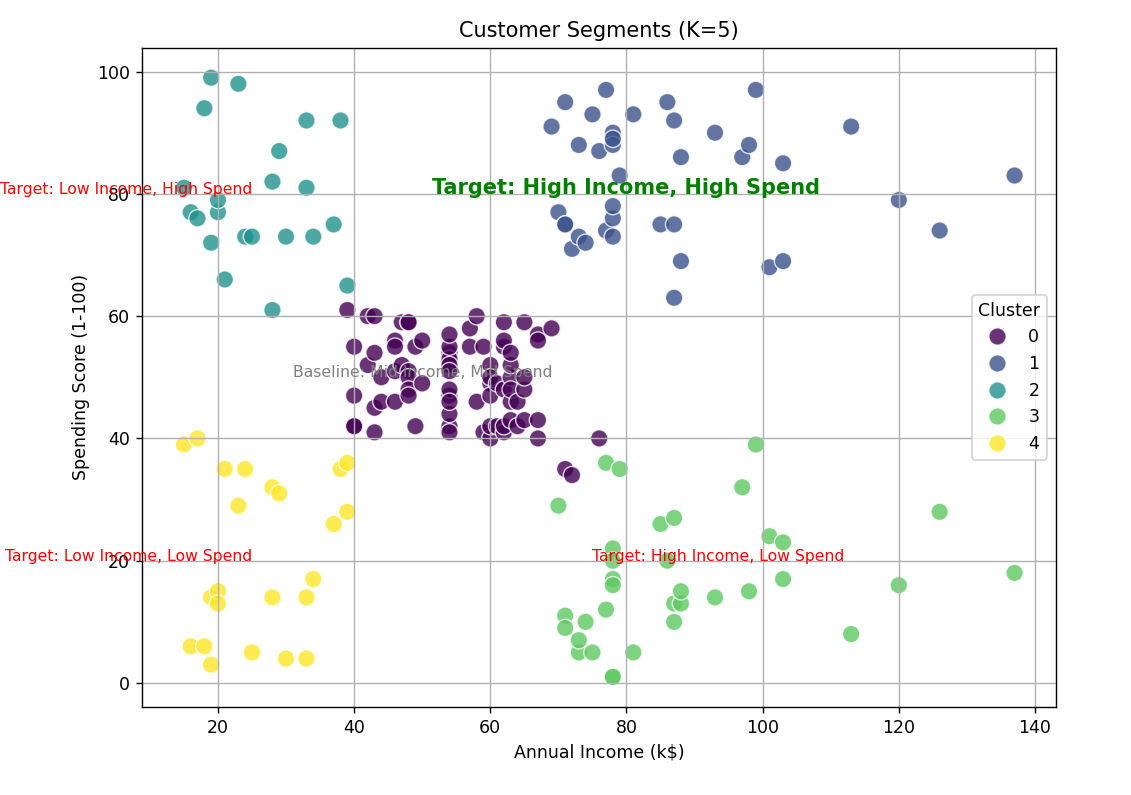 Customer Segments (K=5)
Spending Score (1-100)
100
80
60
40
20
0
Target: Low Income, High Spend
Target: High Income, High Spend
Baseline: Mid Income, Mid Spend
Target: Low Income, Low Spend
Target: High Income, Low Spend
Cluster
0
1
2
3
4
20
40
60
80
100
120
140
Annual Income (k$)